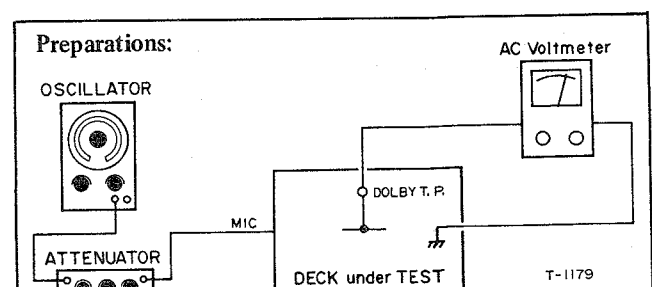 Preparations:
AC Voltmeter
OSCILLATOR
DOLBY T. P.
MIC
ATTENUATOR
DECK under TEST
T-1179